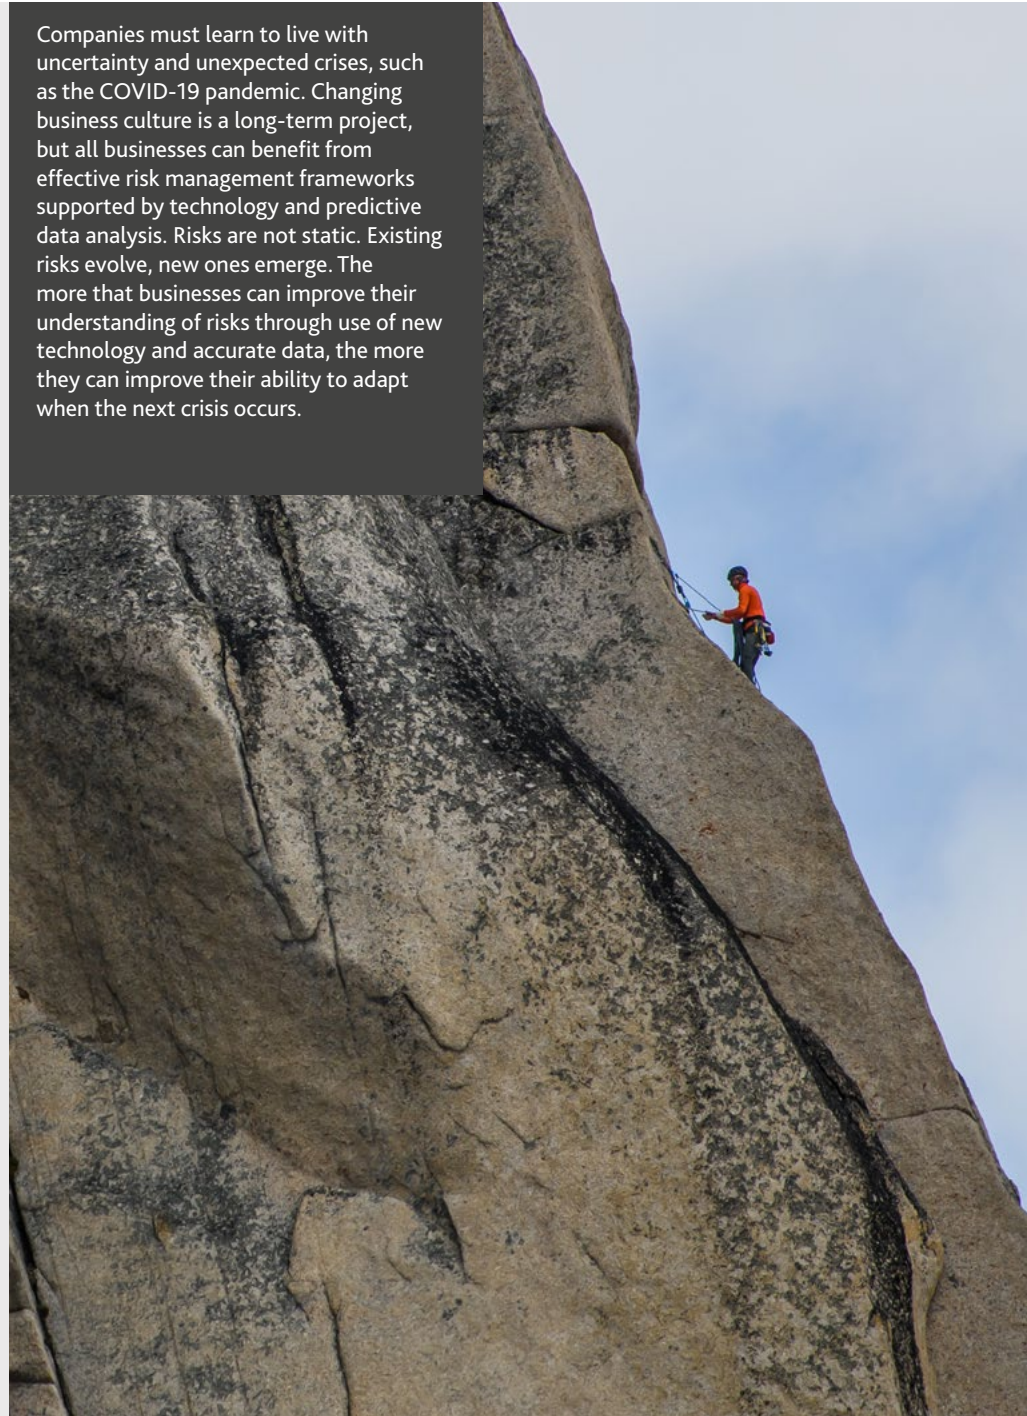 Companies must learn to live with
uncertainty and unexpected crises, such
as the COVID-19 pandemic. Changing
business culture is a long-term project,
but all businesses can benefit from
effective risk management frameworks
supported by technology and predictive
data analysis. Risks are not static. Existing
risks evolve, new ones emerge. The
more that businesses can improve their
understanding of risks through use of new
technology and accurate data, the more
they can improve their ability to adapt
when the next crisis occurs.